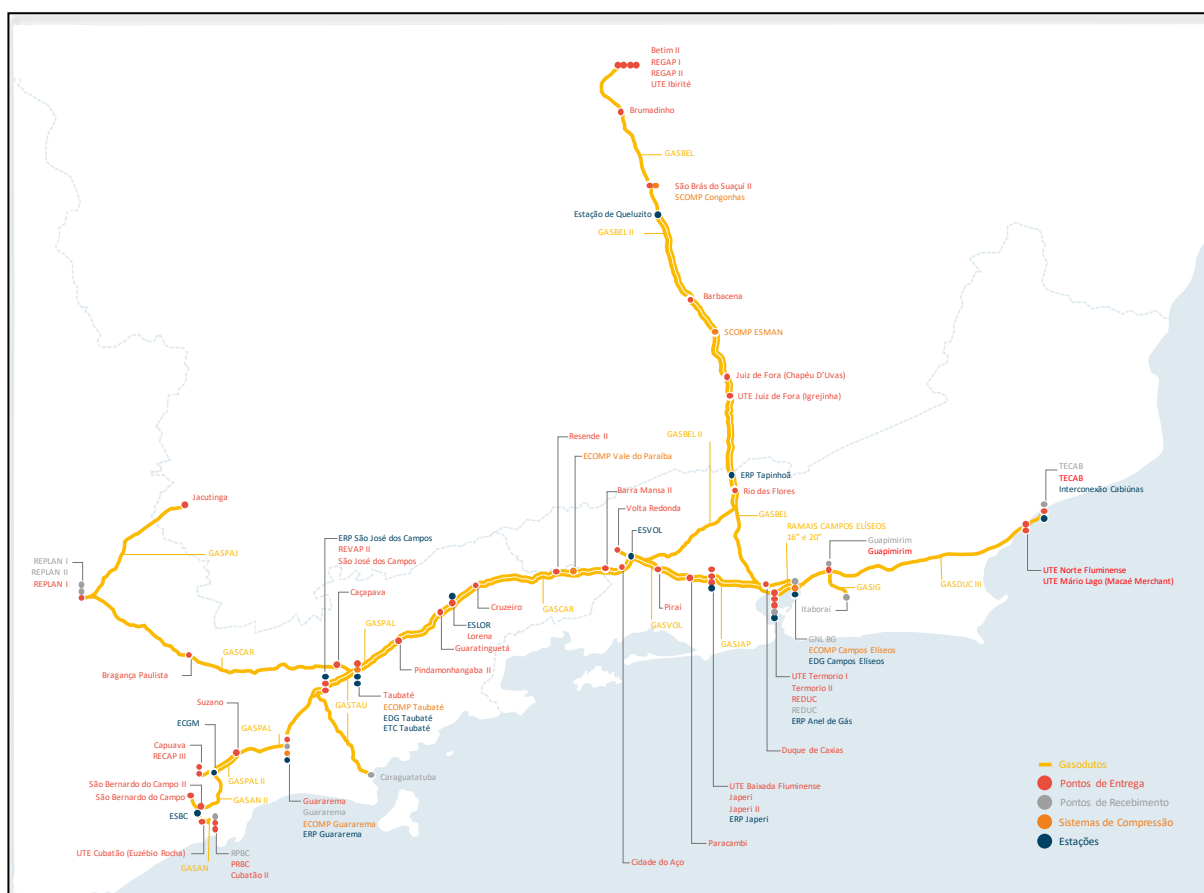 Betim II
REGAP I
REGAP II
UTE Ibirité
Brumadinho
GASBEL
São Brás do Suaçuí II
SCOMP Congonhas
Estação de Queluzito
GASBEL II
Barbacena
SCOMP ESMAN
Juiz de Fora (Chapéu D'Uvas)
UTE Juiz de Fora (Igrejinha)
GASBEL II
Resende II
ECOMP Vale do Paraíba
ERP Tapinhoã
Rio das Flores
Barra Mansa II
Volta Redonda
ESVOL
GASBEL
RAMAIS CAMPOS ELÍSEOS
16" e 20"
TECAB
TECAB
Interconexão Cabiúnas
Guapimirim
Guapimirim
UTE Norte Fluminense
UTE Mário Lago (Macaé Merchant)
GASDUC III
GASIG
Itaboraí
Jacutinga
GASPAJ
REPLAN I
REPLAN II
REPLAN I
ERP São José dos Campos
REVAP II
São José dos Campos
Caçapava
GASPAL
Cruzeiro
GASCAR
ESLOR
Lorena
Guaratinguetá
Pindamonhangaba II
Piraí
GASVOL
GASJAP
GNL BG
ECOMP Campos Elíseos
EDG Campos Elíseos
UTE Termorio I
Termorio II
REDUC
REDUC
ERP Anel de Gás
Duque de Caxias
Bragança Paulista
GASCAR
Suzano
ECGM
GASPAL
GASTAU
Taubaté
ECOMP Taubaté
EDG Taubaté
ETC Taubaté
Capuava
RECAP III
GASPAL II
Caraguatatuba
São Bernardo do Campo II
São Bernardo do Campo
GASAN II
ESBC
Guararema
Guararema
ECOMP Guararema
ERP Guararema
UTE Baixada Fluminense
Japeri
Japeri II
ERP Japeri
Paracambi
Cidade do Aço
UTE Cubatão (Euzébio Rocha)
GASAN
RPBC
PRBC
Cubatão II
Gasodutos
Pontos de Entrega
Pontos de Recebimento
Sistemas de Compressão
Estações